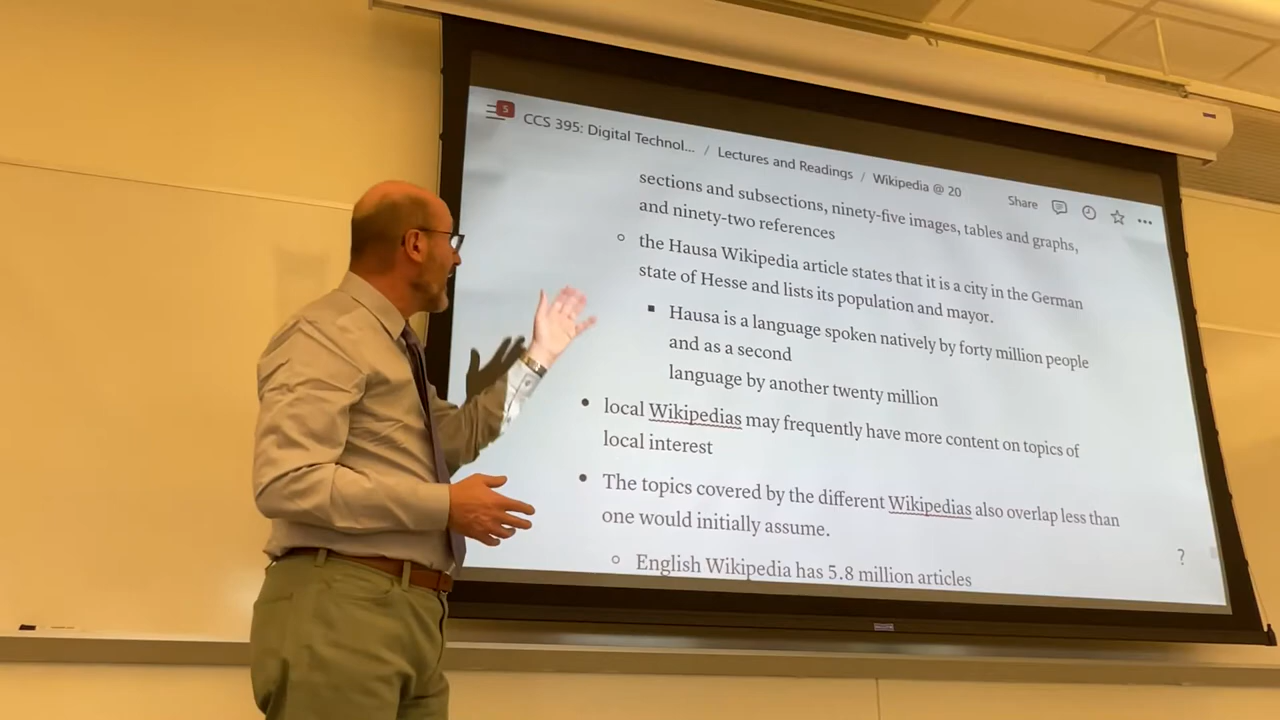 5
CCS 395: Digital Technol... / Lectures and Readings / Wikipedia @ 20
Share
sections and subsections, ninety-five images, tables and graphs,
and ninety-two references
the Hausa Wikipedia article states that it is a city in the German
state of Hesse and lists its population and mayor.
Hausa is a language spoken natively by forty million people
and as a second
language by another twenty million
local Wikipedias may frequently have more content on topics of
local interest
The topics covered by the different Wikipedias also overlap less than
one would initially assume.
English Wikipedia has 5.8 million articles
?